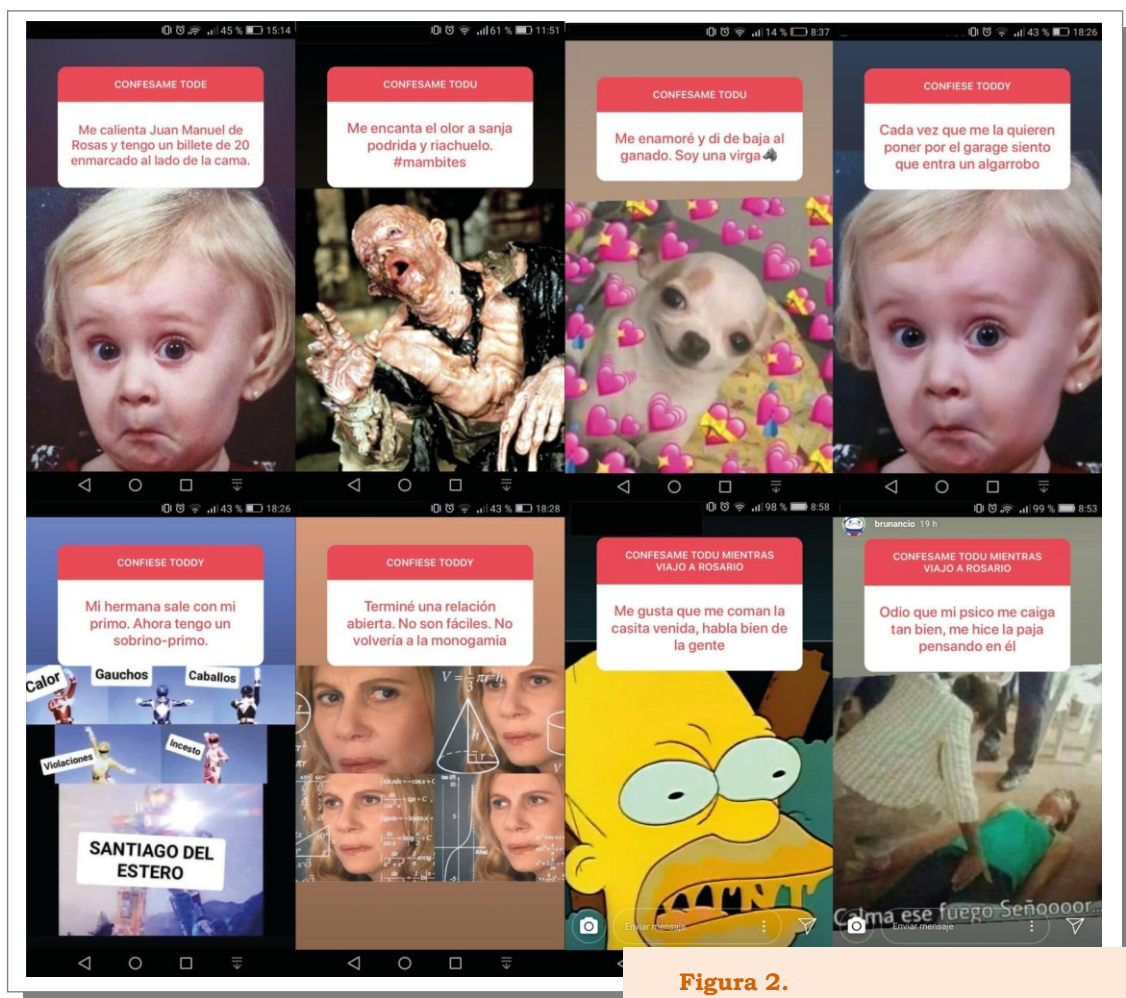 45 % 15:14
CONFESAME TODE
Me calienta Juan Manuel de
Rosas y tengo un billete de 20
enmarcado al lado de la cama.
61 % 11:51
CONFESAME TODU
Me encanta el olor a sanja
podrida y riachuelo.
#mambites
14 % 8:37
CONFESAME TODU
Me enamoré y di de baja al
ganado. Soy una virga
43 % 18:26
CONFIESE TODDY
Cada vez que me la quieren
poner por el garage siento
que entra un algarrobo
43 % 18:26
CONFIESE TODDY
Mi hermana sale con mi
primo. Ahora tengo un
sobrino-primo.
Calor
Gauchos
Caballos
Violaciones
Incesto
SANTIAGO DEL
ESTERO
43 % 18:28
CONFIESE TODDY
Terminé una relación
abierta. No son fáciles. No
volvería a la monogamia
98 % 8:58
CONFESAME TODU MIENTRAS
VIAJO A ROSARIO
Me gusta que me coman la
casita venida, habla bien de
la gente
Enviar mensaje
99 % 8:53
brunancio 19 h
CONFESAME TODU MIENTRAS
VIAJO A ROSARIO
Odio que mi psico me caiga
tan bien, me hice la paja
pensando en él
Calma ese fuego Señoooor...
Enviar mensaje
Figura 2.